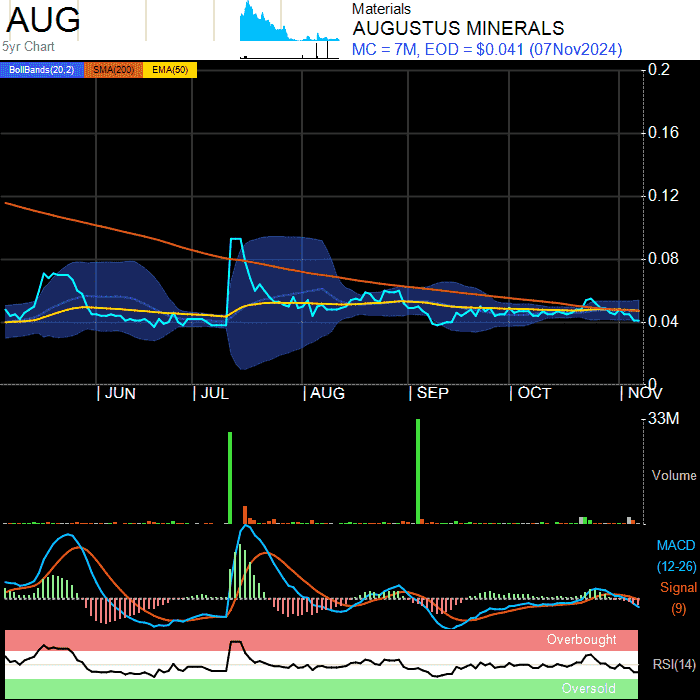 AUG
5yr Chart
Materials
AUGUSTUS MINERALS
MC = 7M, EOD = $0.041 (07Nov2024)
BollBands(20,2) SMA(200) EMA(50)
0.2
0.16
0.12
0.08
0.04
0
JUN JUL AUG SEP OCT NOV
33M
Volume
MACD
(12-26)
Signal
(9)
Overbought
RSI(14)
Oversold